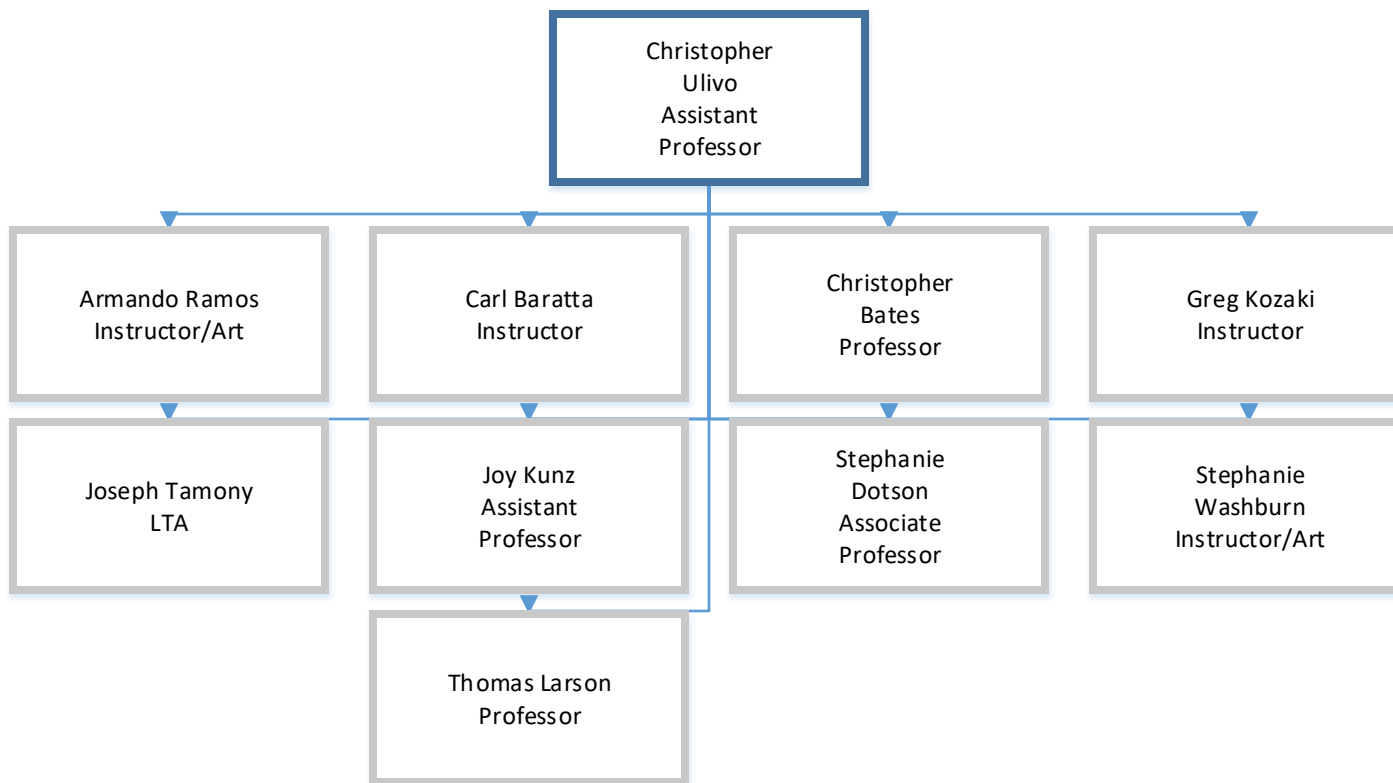 Christopher
Ulivo
Assistant
Professor
Armando Ramos
Instructor/Art
Carl Baratta
Instructor
Christopher
Bates
Professor
Greg Kozaki
Instructor
Joseph Tamony
LTA
Joy Kunz
Assistant
Professor
Stephanie
Dotson
Associate
Professor
Stephanie
Washburn
Instructor/Art
Thomas Larson
Professor